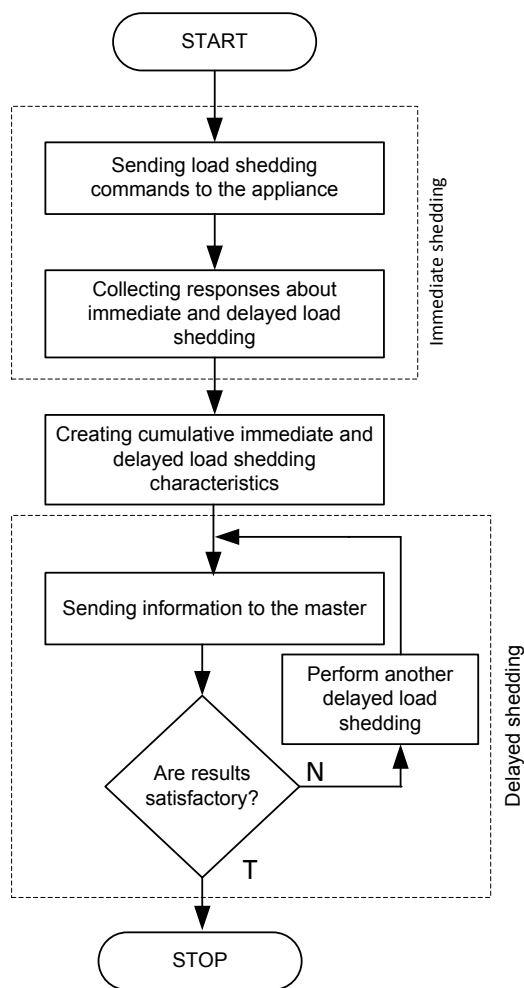 START
Sending load shedding
commands to the appliance
Immediate shedding
Collecting responses about
immediate and delayed load
shedding
Creating cumulative immediate and
delayed load shedding
characteristics
Sending information to the master
Perform another
delayed load
shedding
Delayed shedding
Are results
satisfactory?
N
T
STOP